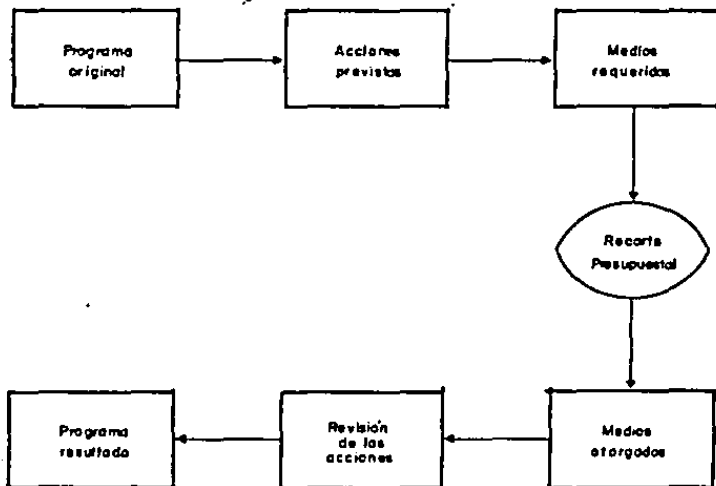 Programa
original
Acciones
previstas
Medios
requeridos
Recorte
Presupuestal
Medios
otorgados
Revisión
de las
acciones
Programa
resultado